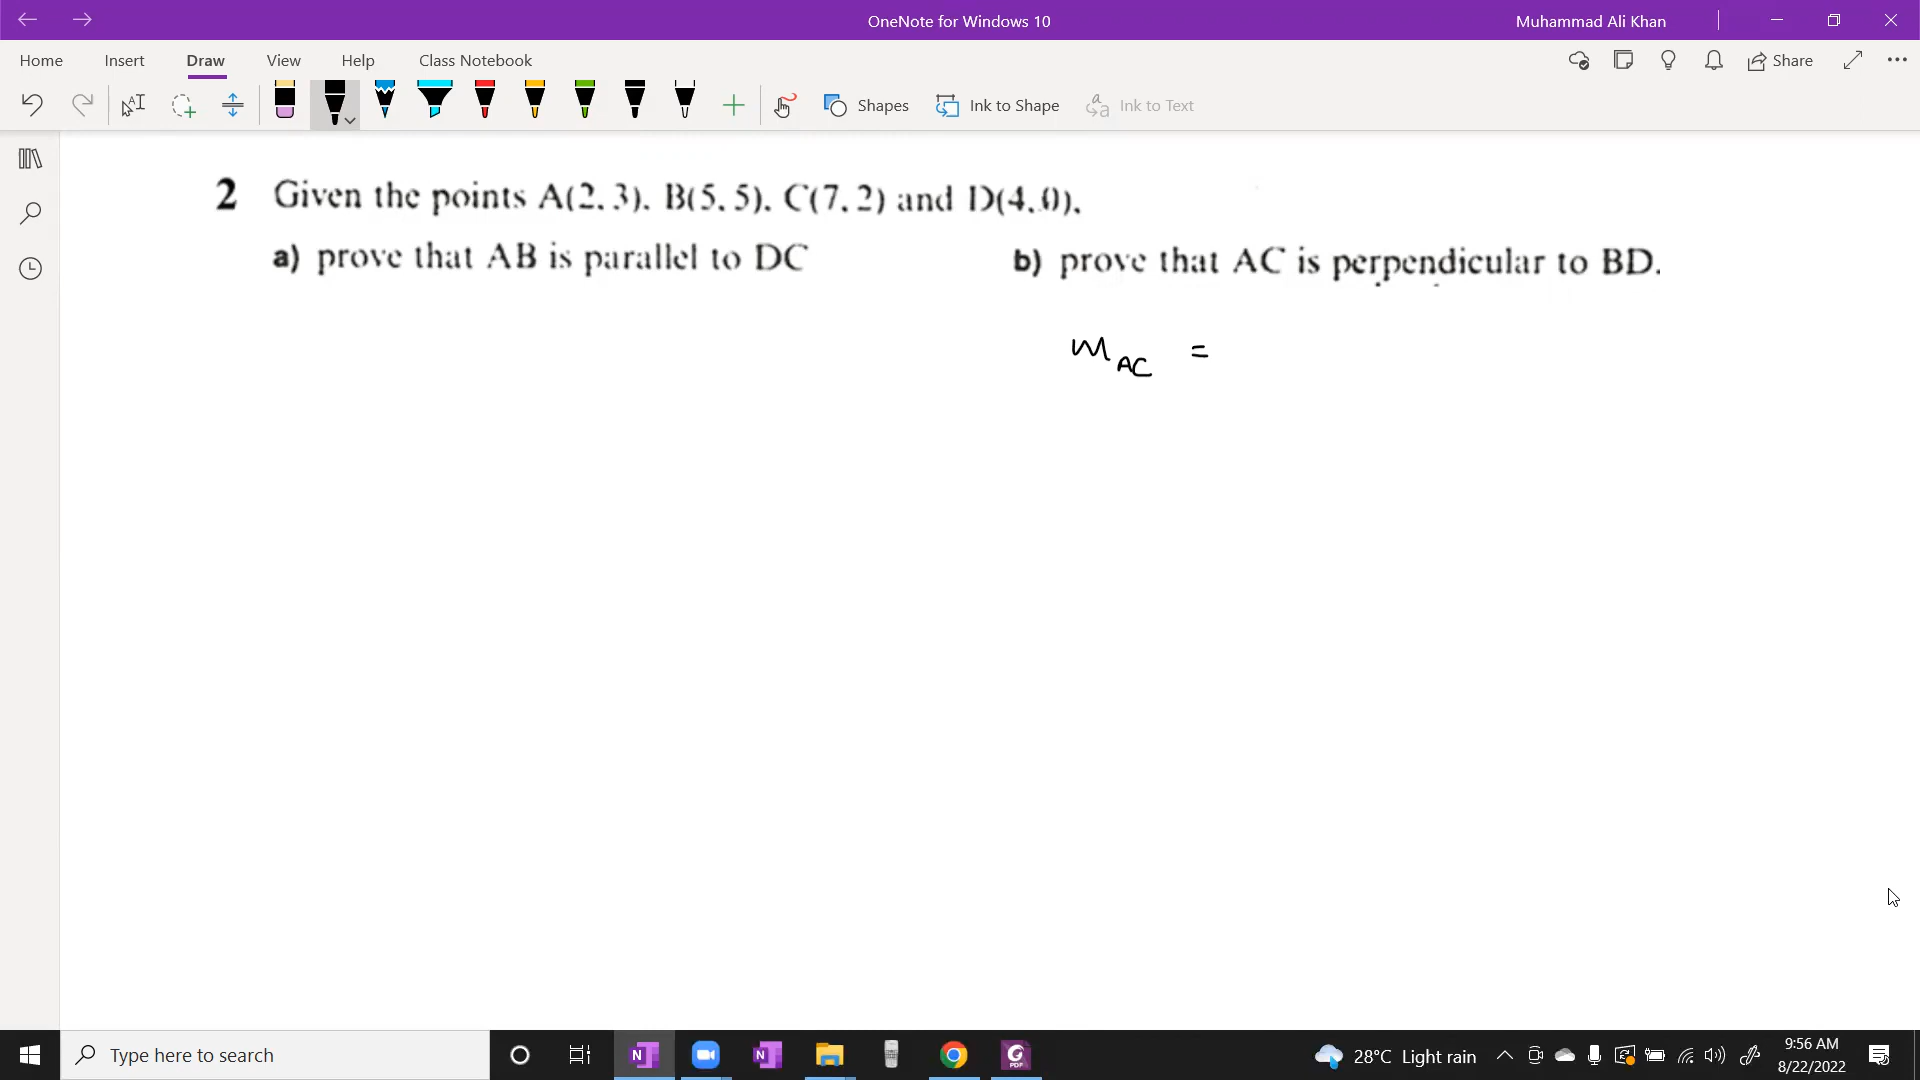 OneNote for Windows 10
Muhammad Ali Khan
Home Insert Draw View Help Class Notebook
Share
Shapes Ink to Shape Ink to Text
2 Given the points A(2, 3), B(5, 5), C(7, 2) and D(4, 0),
a) prove that AB is parallel to DC
b) prove that AC is perpendicular to BD.
m_AC =
Type here to search
28°C Light rain
9:56 AM
8/22/2022